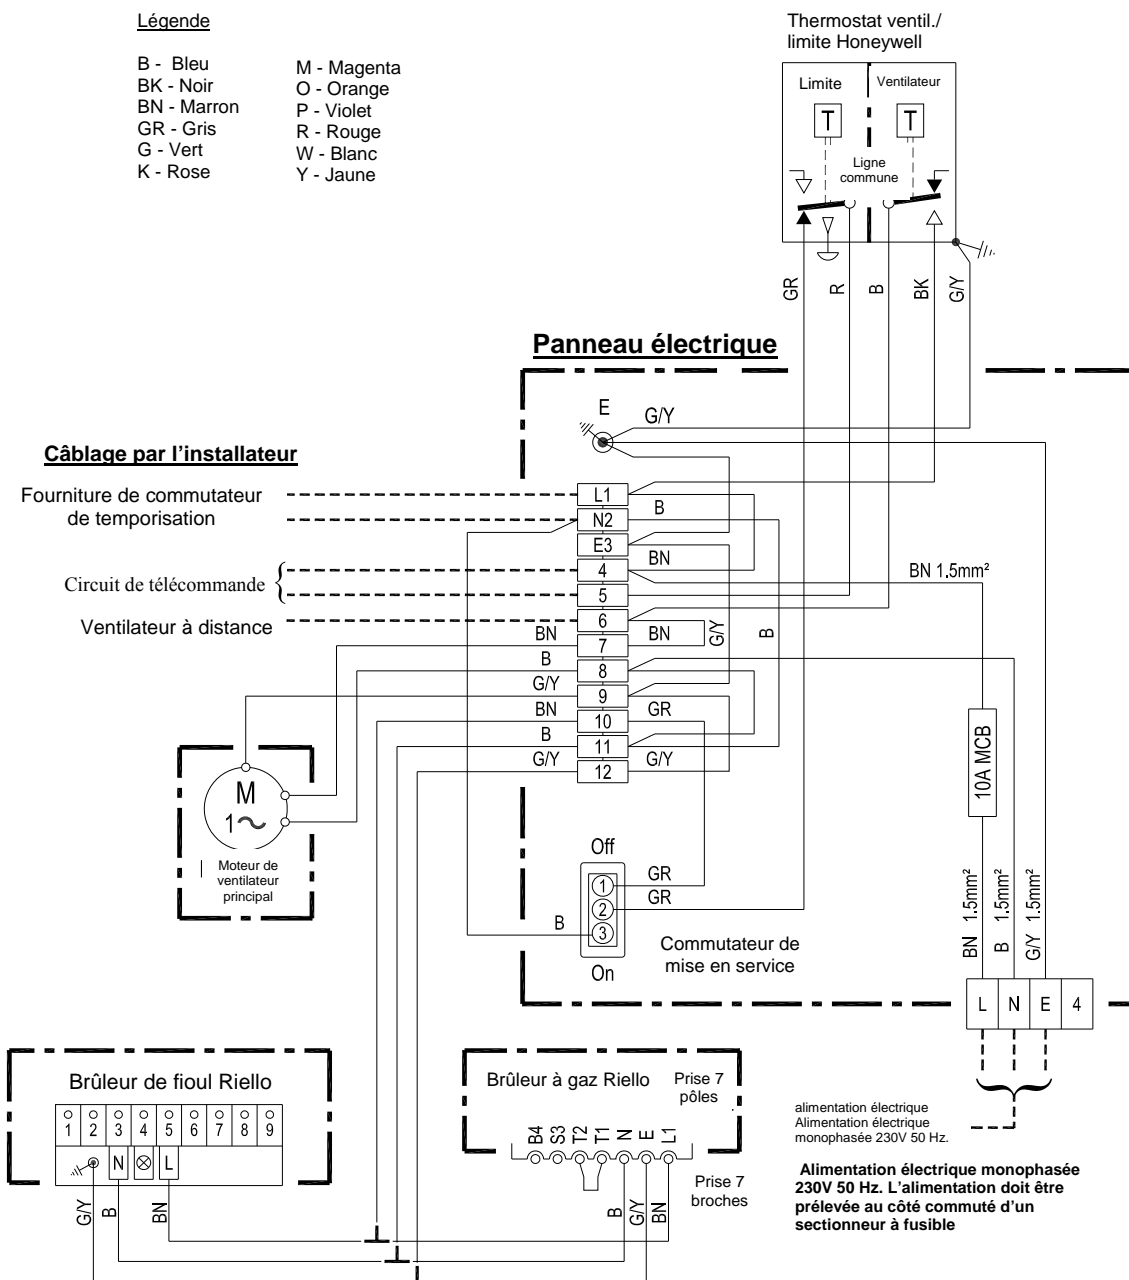 Légende
B - Bleu
BK - Noir
BN - Marron
GR - Gris
G - Vert
K - Rose
M - Magenta
O - Orange
P - Violet
R - Rouge
W - Blanc
Y - Jaune
Thermostat ventil./
limite Honeywell
Limite
Ventilateur
T
T
Ligne
commune
GR
R
B
BK
G/Y
Panneau électrique
E
G/Y
Câblage par l'installateur
Fourniture de commutateur
de temporisation
Circuit de télécommande {
Ventilateur à distance
L1
N2
E3
4
5
6
7
8
9
10
11
12
B
BN
BN
G/Y
B
GR
G/Y
BN
B
G/Y
BN
B
G/Y
BN 1.5mm²
10A MCB
M
1~
Moteur de
ventilateur
principal
Off
1
2
3
On
GR
GR
B
Commutateur de
mise en service
BN 1.5mm²
B 1.5mm²
G/Y 1.5mm²
L N E 4
Brûleur de fioul Riello
1 2 3 4 5 6 7 8 9
N L
G/Y
B
BN
Brûleur à gaz Riello
Prise 7
pôles
B4 S3 T2 T1 N E L1
Prise 7
broches
B
G/Y
BN
alimentation électrique
Alimentation électrique
monophasée 230V 50 Hz.
Alimentation électrique monophasée
230V 50 Hz. L'alimentation doit être
prélevée au côté commuté d'un
sectionneur à fusible